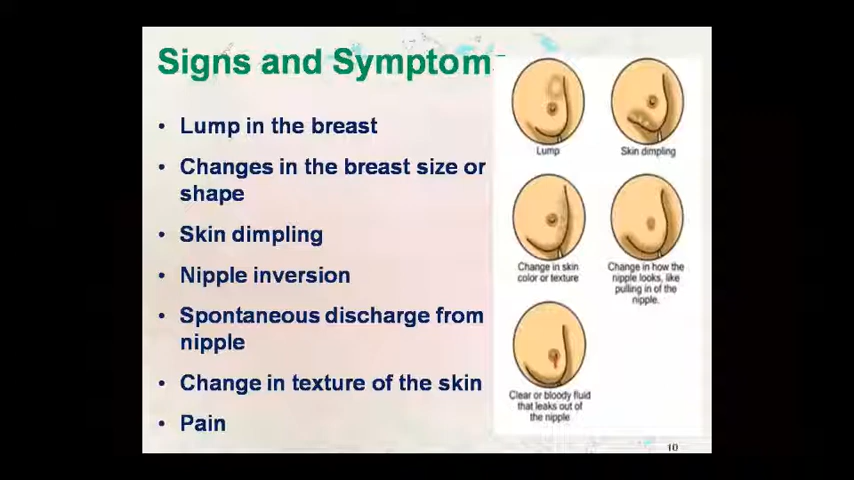 Signs and Symptom
• Lump in the breast
• Changes in the breast size or
shape
• Skin dimpling
• Nipple inversion
• Spontaneous discharge from
nipple
• Change in texture of the skin
• Pain
Lump
Skin dimpling
Change in skin
color or texture
Change in how the
nipple looks, like
pulling in of the
nipple.
Clear or bloody fluid
that leaks out of
the nipple
10